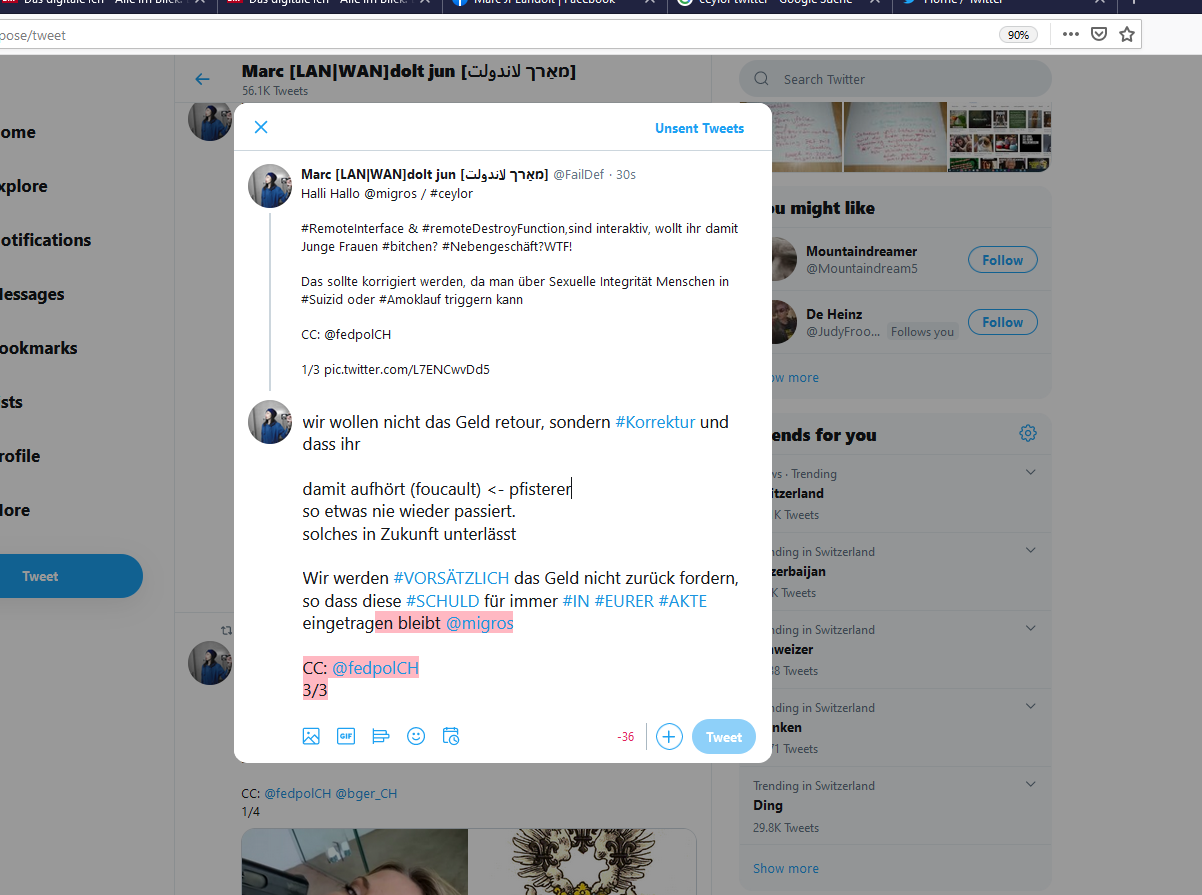 Das digitale Ich - Alle im Blick.
Das digitale Ich - Alle im Blick.
Marc JP Landolt | Facebook
ceylor twitter - Google Suche
Home / Twitter
pose/tweet
90%
Marc [LAN|WAN]dolt jun [מאַרך לאנדולט]
56.1K Tweets
Search Twitter
ome
xplore
otifications
lessages
ookmarks
sts
rofile
lore
Tweet
Unsent Tweets
Marc [LAN|WAN]dolt jun [מאַרך לאנדולט] @FailDef · 30s
Halli Hallo @migros / #ceylor
#RemoteInterface & #remoteDestroyFunction,sind interaktiv, wollt ihr damit
Junge Frauen #bitchen? #Nebengeschäft?WTF!
Das sollte korrigiert werden, da man über Sexuelle Integrität Menschen in
#Suizid oder #Amoklauf triggern kann
CC: @fedpolCH
1/3 pic.twitter.com/L7ENCwvDd5
wir wollen nicht das Geld retour, sondern #Korrektur und
dass ihr
damit aufhört (foucault) <- pfisterer
so etwas nie wieder passiert.
solches in Zukunft unterlässt
Wir werden #VORSÄTZLICH das Geld nicht zurück fordern,
so dass diese #SCHULD für immer #IN #EURER #AKTE
eingetragen bleibt @migros
CC: @fedpolCH
3/3
GIF
-36
Tweet
CC: @fedpolCH @bger_CH
1/4
u might like
Mountaindreamer
@Mountaindream5
Follow
De Heinz
@JudyFroo... Follows you
Follow
ow more
ends for you
ws · Trending
itzerland
K Tweets
nding in Switzerland
zerbaijan
K Tweets
nding in Switzerland
hweizer
38 Tweets
nding in Switzerland
nken
71 Tweets
Trending in Switzerland
Ding
29.8K Tweets
Show more